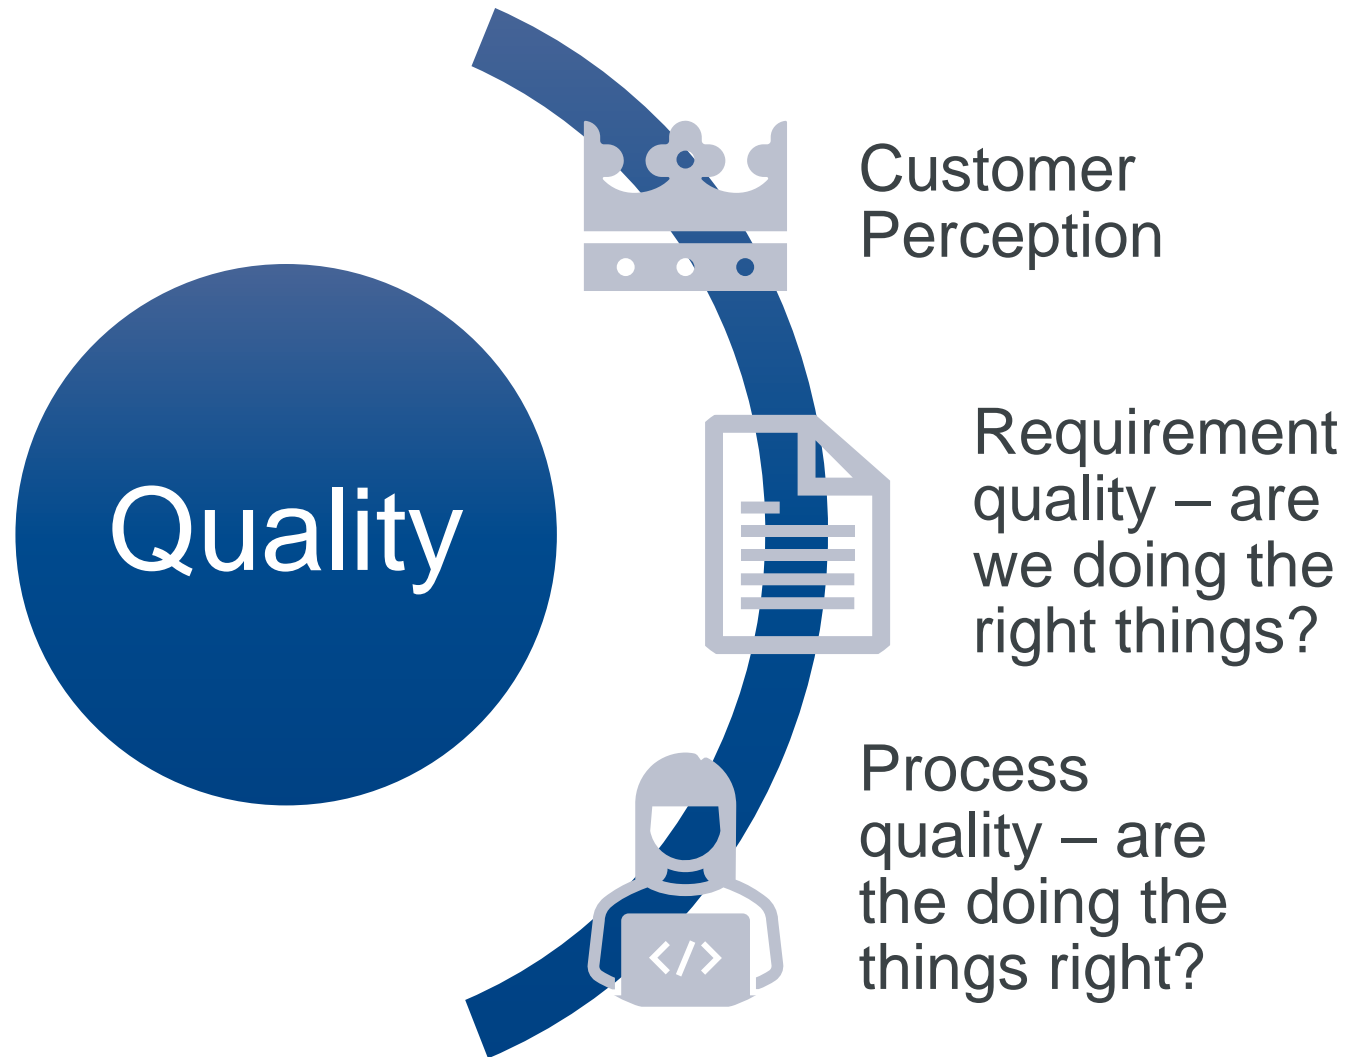 Quality
Customer
Perception
Requirement
quality – are
we doing the
right things?
Process
quality – are
the doing the
things right?
</>